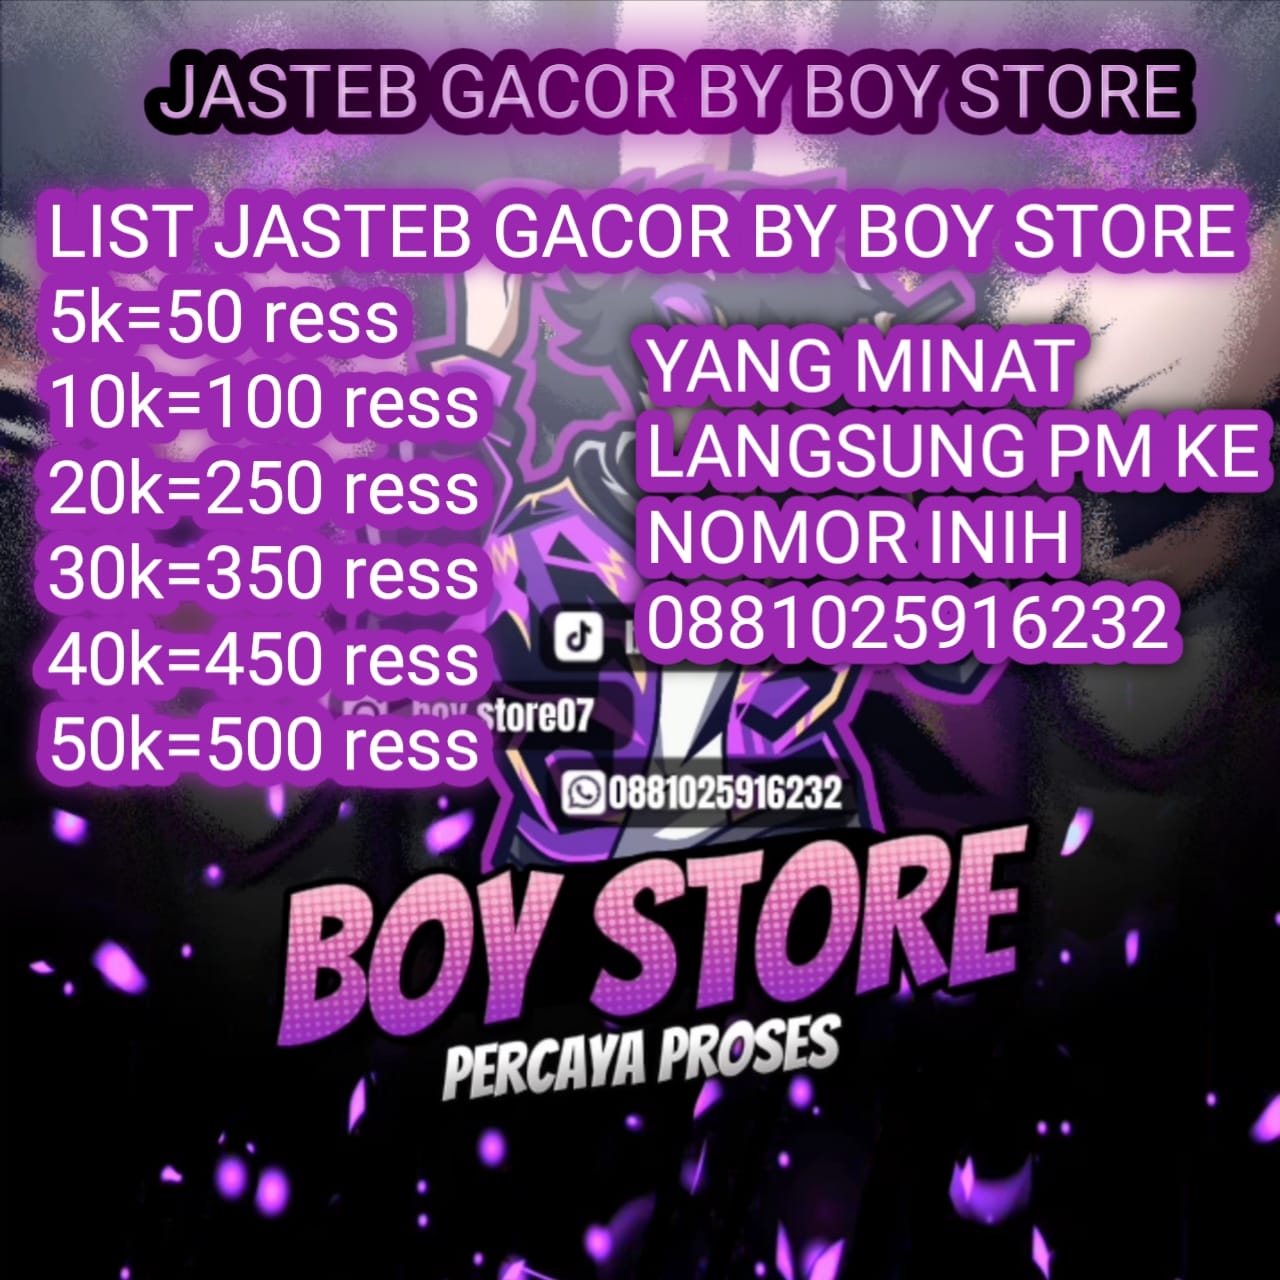 JASTEB GACOR BY BOY STORE
LIST JASTEB GACOR BY BOY STORE
5k=50 ress
10k=100 ress
20k=250 ress
30k=350 ress
40k=450 ress
50k=500 ress
YANG MINAT
LANGSUNG PM KE
NOMOR INIH
0881025916232
boy store07
0881025916232
BOY STORE
PERCAYA PROSES